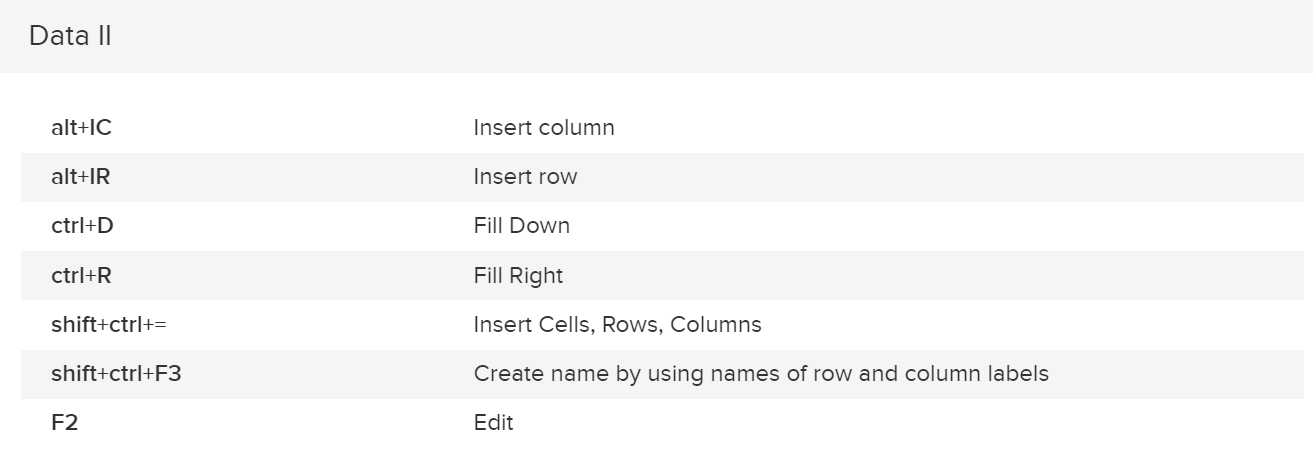 Data II
alt+IC Insert column
alt+IR Insert row
ctrl+D Fill Down
ctrl+R Fill Right
shift+ctrl+= Insert Cells, Rows, Columns
shift+ctrl+F3 Create name by using names of row and column labels
F2 Edit